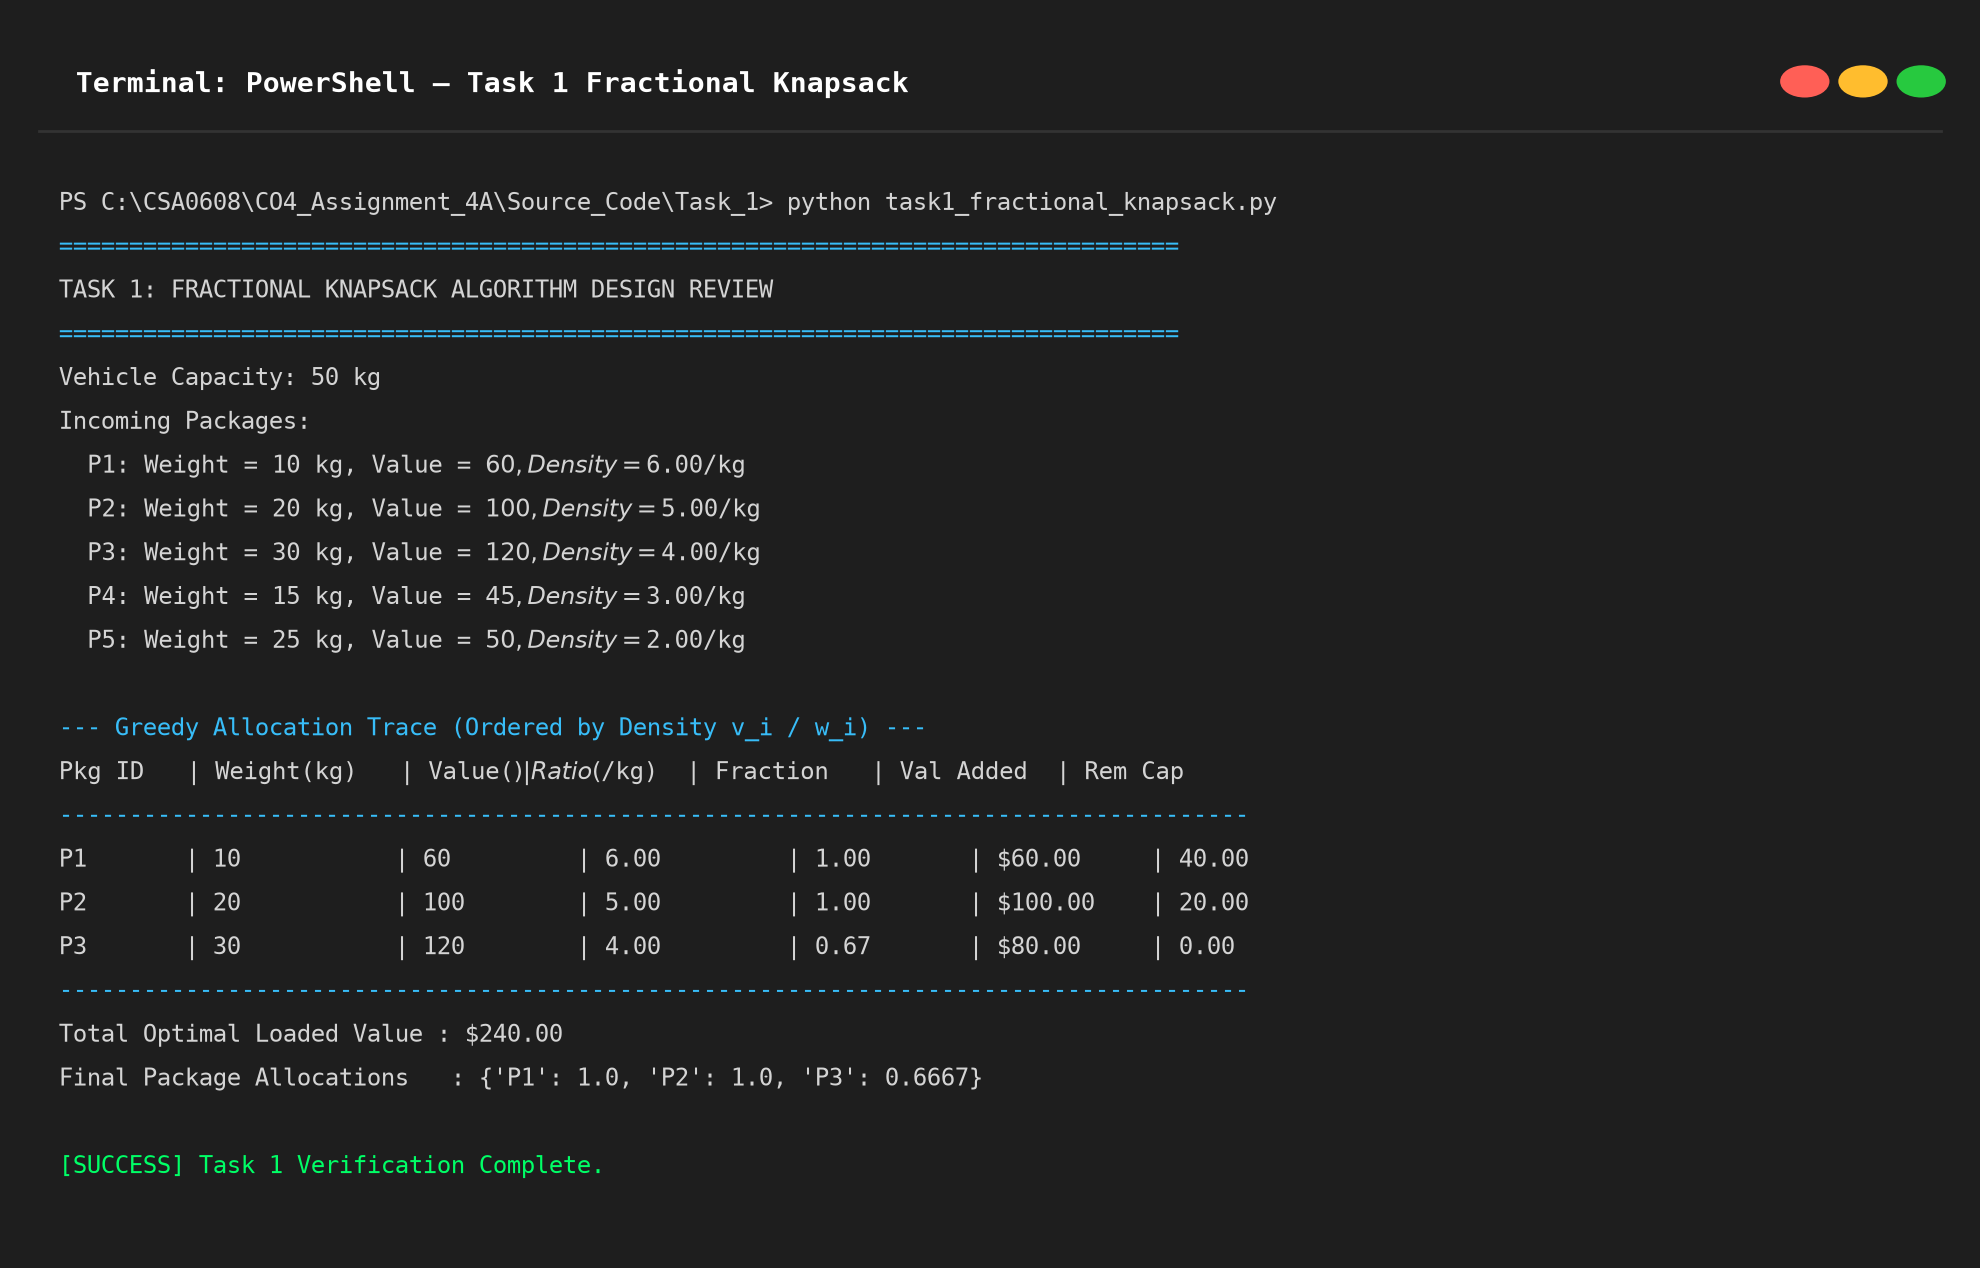 Terminal: PowerShell — Task 1 Fractional Knapsack
PS C:\CSA0608\CO4_Assignment_4A\Source_Code\Task_1> python task1_fractional_knapsack.py
================================================================================
TASK 1: FRACTIONAL KNAPSACK ALGORITHM DESIGN REVIEW
================================================================================
Vehicle Capacity: 50 kg
Incoming Packages:
  P1: Weight = 10 kg, Value = 60,Density=6.00/kg
  P2: Weight = 20 kg, Value = 100,Density=5.00/kg
  P3: Weight = 30 kg, Value = 120,Density=4.00/kg
  P4: Weight = 15 kg, Value = 45,Density=3.00/kg
  P5: Weight = 25 kg, Value = 50,Density=2.00/kg
--- Greedy Allocation Trace (Ordered by Density v_i / w_i) ---
Pkg ID   | Weight(kg)   | Value()|Ratio(/kg)  | Fraction   | Val Added  | Rem Cap
-------------------------------------------------------------------------------------
P1       | 10           | 60         | 6.00         | 1.00       | $60.00     | 40.00
P2       | 20           | 100        | 5.00         | 1.00       | $100.00    | 20.00
P3       | 30           | 120        | 4.00         | 0.67       | $80.00     | 0.00
-------------------------------------------------------------------------------------
Total Optimal Loaded Value : $240.00
Final Package Allocations   : {'P1': 1.0, 'P2': 1.0, 'P3': 0.6667}
[SUCCESS] Task 1 Verification Complete.